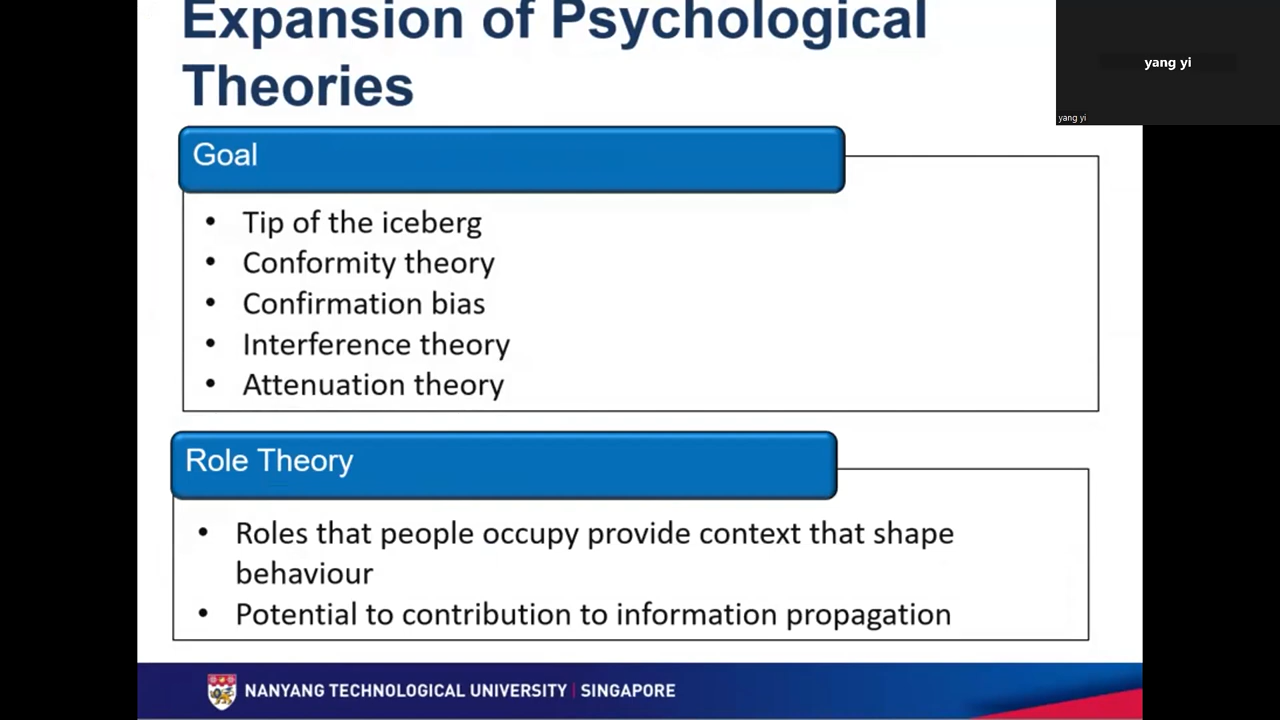 Expansion of Psychological
Theories
yang yi
yang yi
Goal
• Tip of the iceberg
• Conformity theory
• Confirmation bias
• Interference theory
• Attenuation theory
Role Theory
• Roles that people occupy provide context that shape
behaviour
• Potential to contribution to information propagation
NANYANG TECHNOLOGICAL UNIVERSITY | SINGAPORE